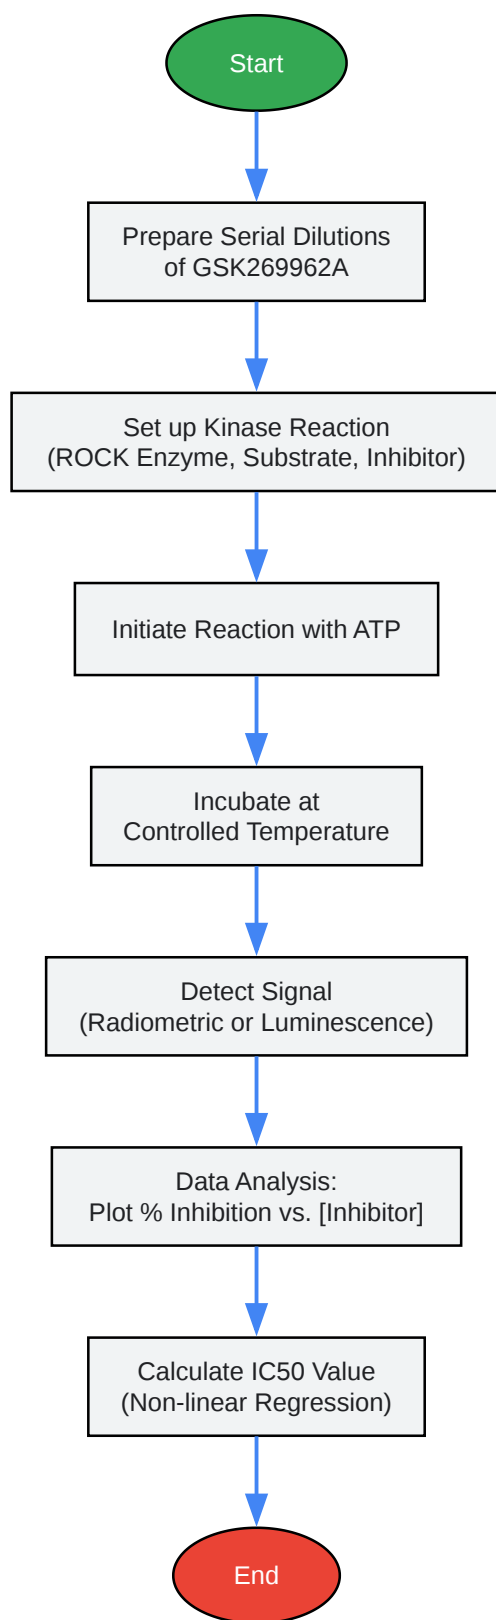 Start
Prepare Serial Dilutions
of GSK269962A
Set up Kinase Reaction
(ROCK Enzyme, Substrate, Inhibitor)
Initiate Reaction with ATP
Incubate at
Controlled Temperature
Detect Signal
(Radiometric or Luminescence)
Data Analysis:
Plot % Inhibition vs. [Inhibitor]
Calculate IC50 Value
(Non-linear Regression)
End